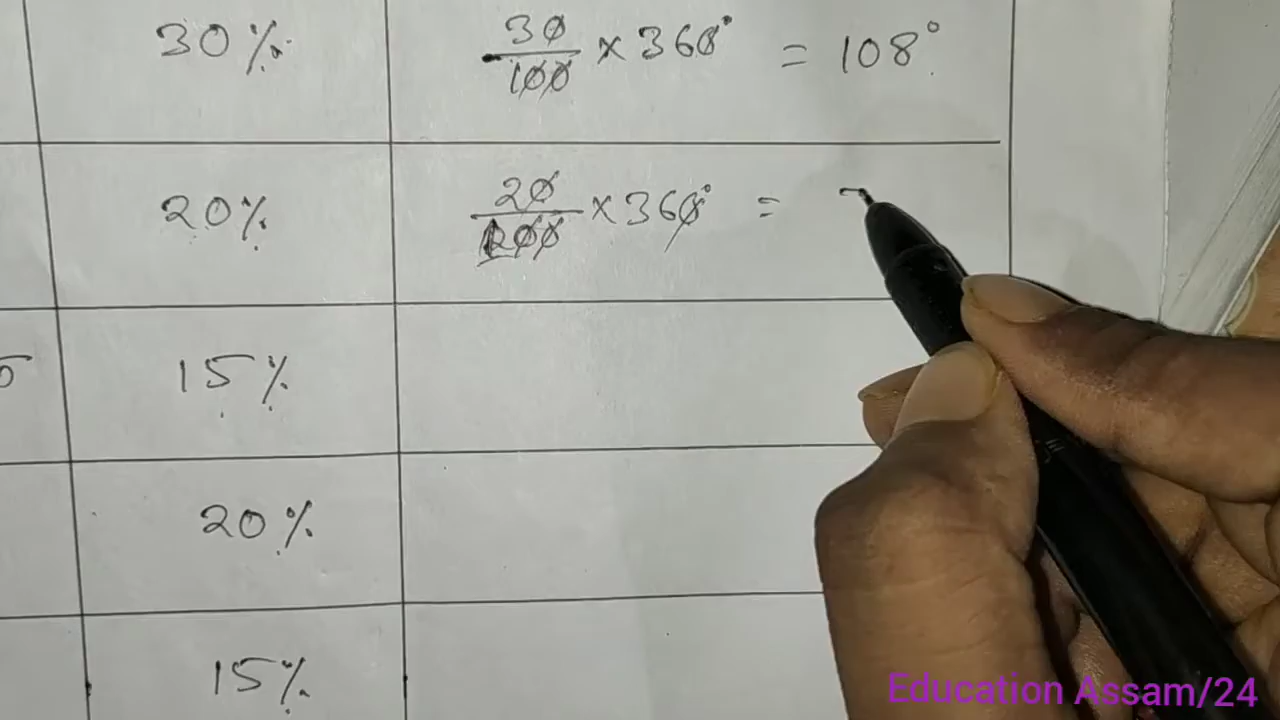 30% 30/100 × 360° = 108°
20% 20/100 × 360° =
15%
20%
15%
Education Assam/24